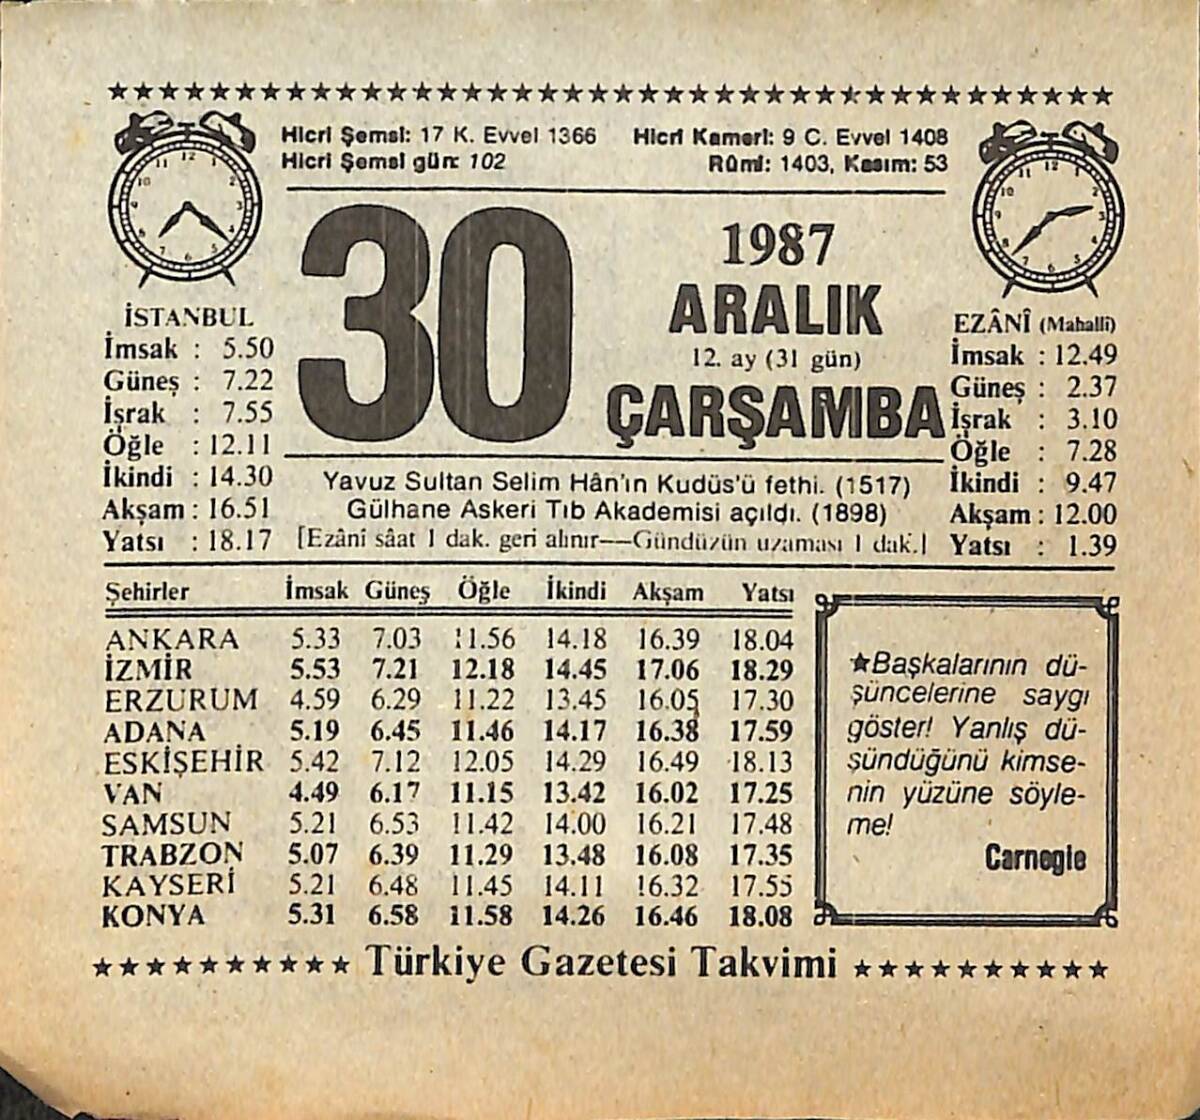 Hicri Şemsi: 17 K. Evvel 1366 Hicri Kameri: 9 C. Evvel 1408
Hicri Şemsi gün: 102 Rûmi: 1403, Kasım: 53
30
1987
ARALIK
12. ay (31 gün)
ÇARŞAMBA
İSTANBUL
İmsak : 5.50
Güneş : 7.22
İşrak : 7.55
Öğle : 12.11
İkindi : 14.30
Akşam : 16.51
Yatsı : 18.17
EZÂNÎ (Mahallî)
İmsak : 12.49
Güneş : 2.37
İşrak : 3.10
Öğle : 7.28
İkindi : 9.47
Akşam : 12.00
Yatsı : 1.39
Yavuz Sultan Selim Hân'ın Kudüs'ü fethi. (1517)
Gülhane Askeri Tıb Akademisi açıldı. (1898)
[Ezâni sâat 1 dak. geri alınır—Gündüzün uzaması 1 dak.]
Şehirler İmsak Güneş Öğle İkindi Akşam Yatsı
ANKARA 5.33 7.03 11.56 14.18 16.39 18.04
İZMİR 5.53 7.21 12.18 14.45 17.06 18.29
ERZURUM 4.59 6.29 11.22 13.45 16.05 17.30
ADANA 5.19 6.45 11.46 14.17 16.38 17.59
ESKİŞEHİR 5.42 7.12 12.05 14.29 16.49 18.13
VAN 4.49 6.17 11.15 13.42 16.02 17.25
SAMSUN 5.21 6.53 11.42 14.00 16.21 17.48
TRABZON 5.07 6.39 11.29 13.48 16.08 17.35
KAYSERİ 5.21 6.48 11.45 14.11 16.32 17.55
KONYA 5.31 6.58 11.58 14.26 16.46 18.08
★Başkalarının dü-
şüncelerine saygı
göster! Yanlış dü-
şündüğünü kimse-
nin yüzüne söyle-
me!
Carnegie
Türkiye Gazetesi Takvimi